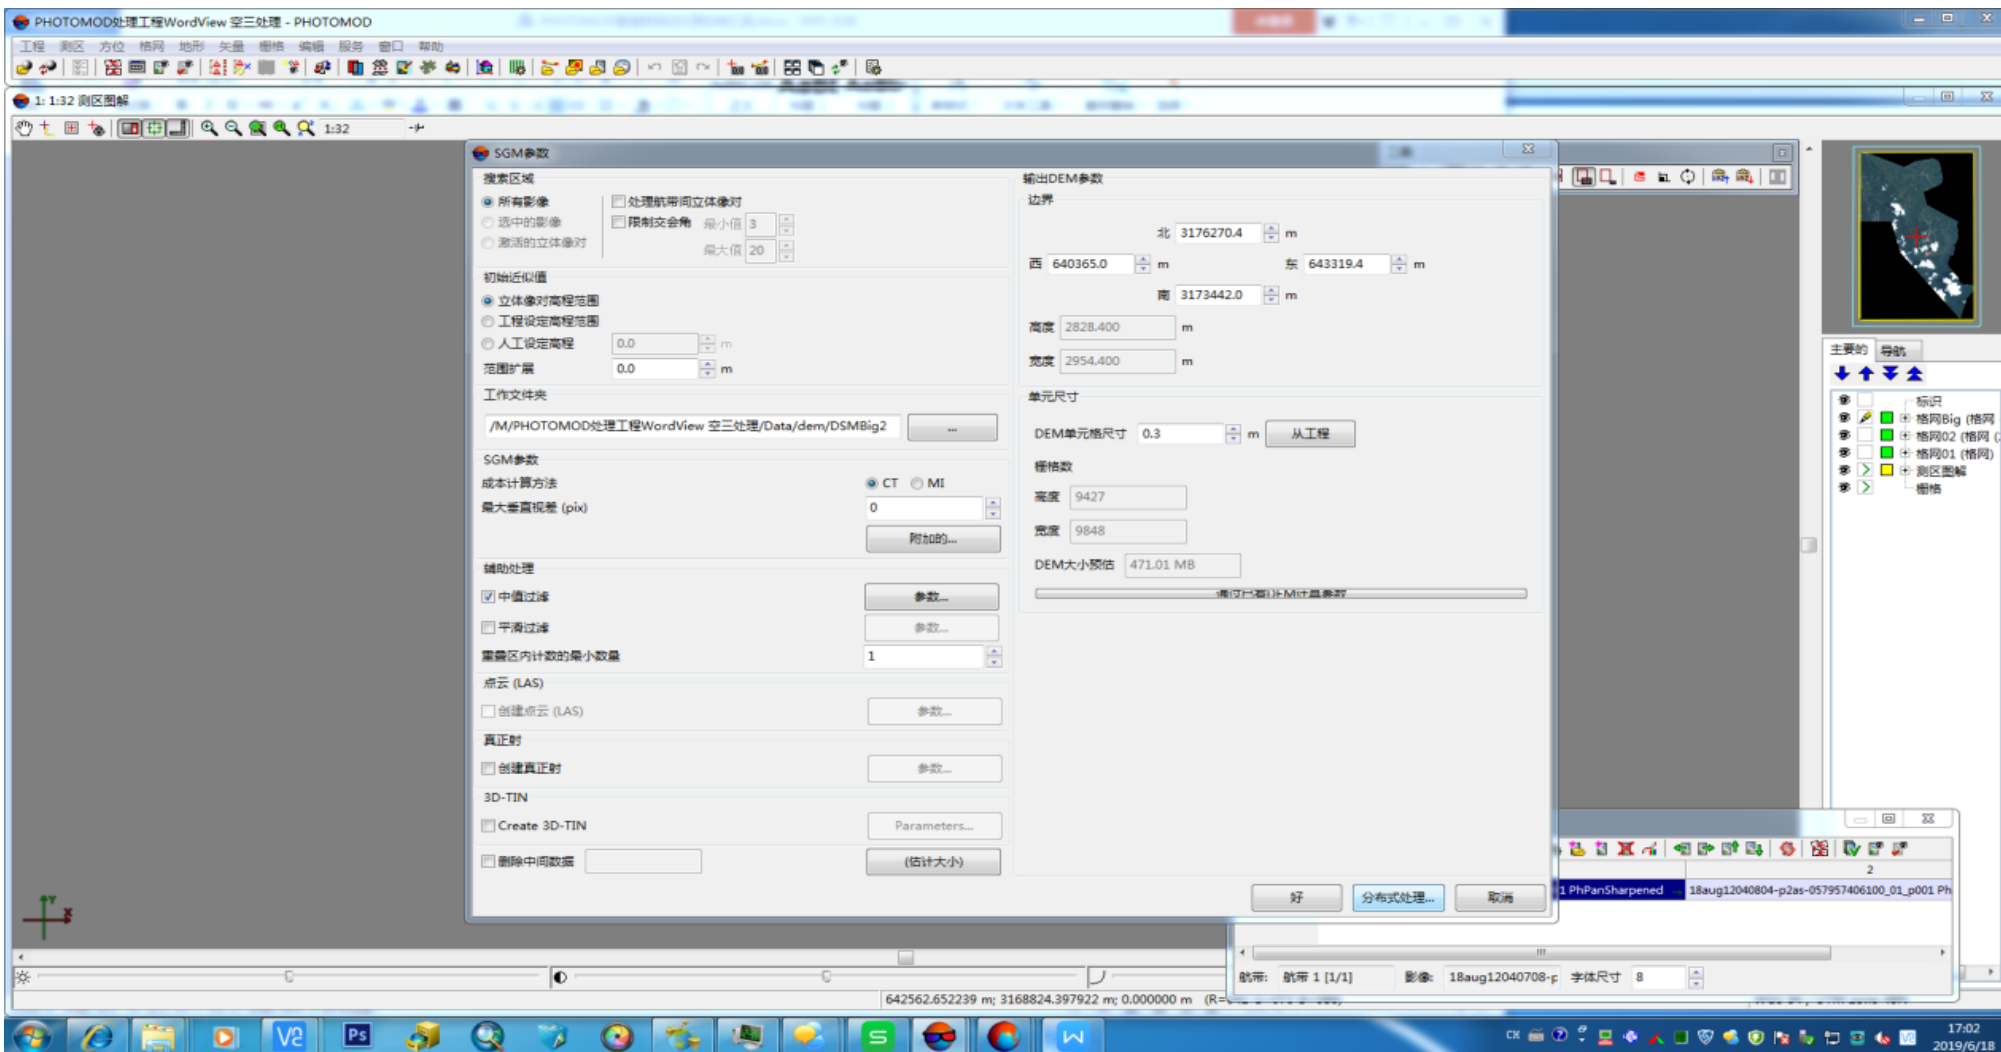 PHOTOMOD处理工程WordView 空三处理 - PHOTOMOD
工程 测区 方位 格网 地形 矢量 栅格 编辑 服务 窗口 帮助
1: 1:32 测区图解
1:32
SGM参数
搜索区域
所有影像
处理航带间立体像对
选中的影像
限制交会角 最小值 3
激活的立体像对
最大值 20
初始近似值
立体像对高程范围
工程设定高程范围
人工设定高程 0.0 m
范围扩展 0.0 m
工作文件夹
/M/PHOTOMOD处理工程WordView 空三处理/Data/dem/DSMBig2 ...
SGM参数
成本计算方法 CT MI
最大垂直视差 (pix) 0
附加的...
辅助处理
中值过滤 参数...
平滑过滤 参数...
重叠区内计数的最小数量 1
点云 (LAS)
创建点云 (LAS) 参数...
真正射
创建真正射 参数...
3D-TIN
Create 3D-TIN Parameters...
删除中间数据 (估计大小)
输出DEM参数
边界
北 3176270.4 m
西 640365.0 m 东 643319.4 m
南 3173442.0 m
高度 2828.400 m
宽度 2954.400 m
单元尺寸
DEM单元格尺寸 0.3 m 从工程
栅格数
高度 9427
宽度 9848
DEM大小预估 471.01 MB
通过已有DEM计算参数
好 分布式处理... 取消
主要的 导航
标识
格网Big (格网
格网02 (格网 (
格网01 (格网)
测区图解
栅格
2
1 PhPanSharpened 18aug12040804-p2as-057957406100_01_p001 Ph
航带: 航带 1 [1/1] 影像: 18aug12040708-p 字体尺寸 8
642562.652239 m; 3168824.397922 m; 0.000000 m
Ps
CH
17:02
2019/6/18